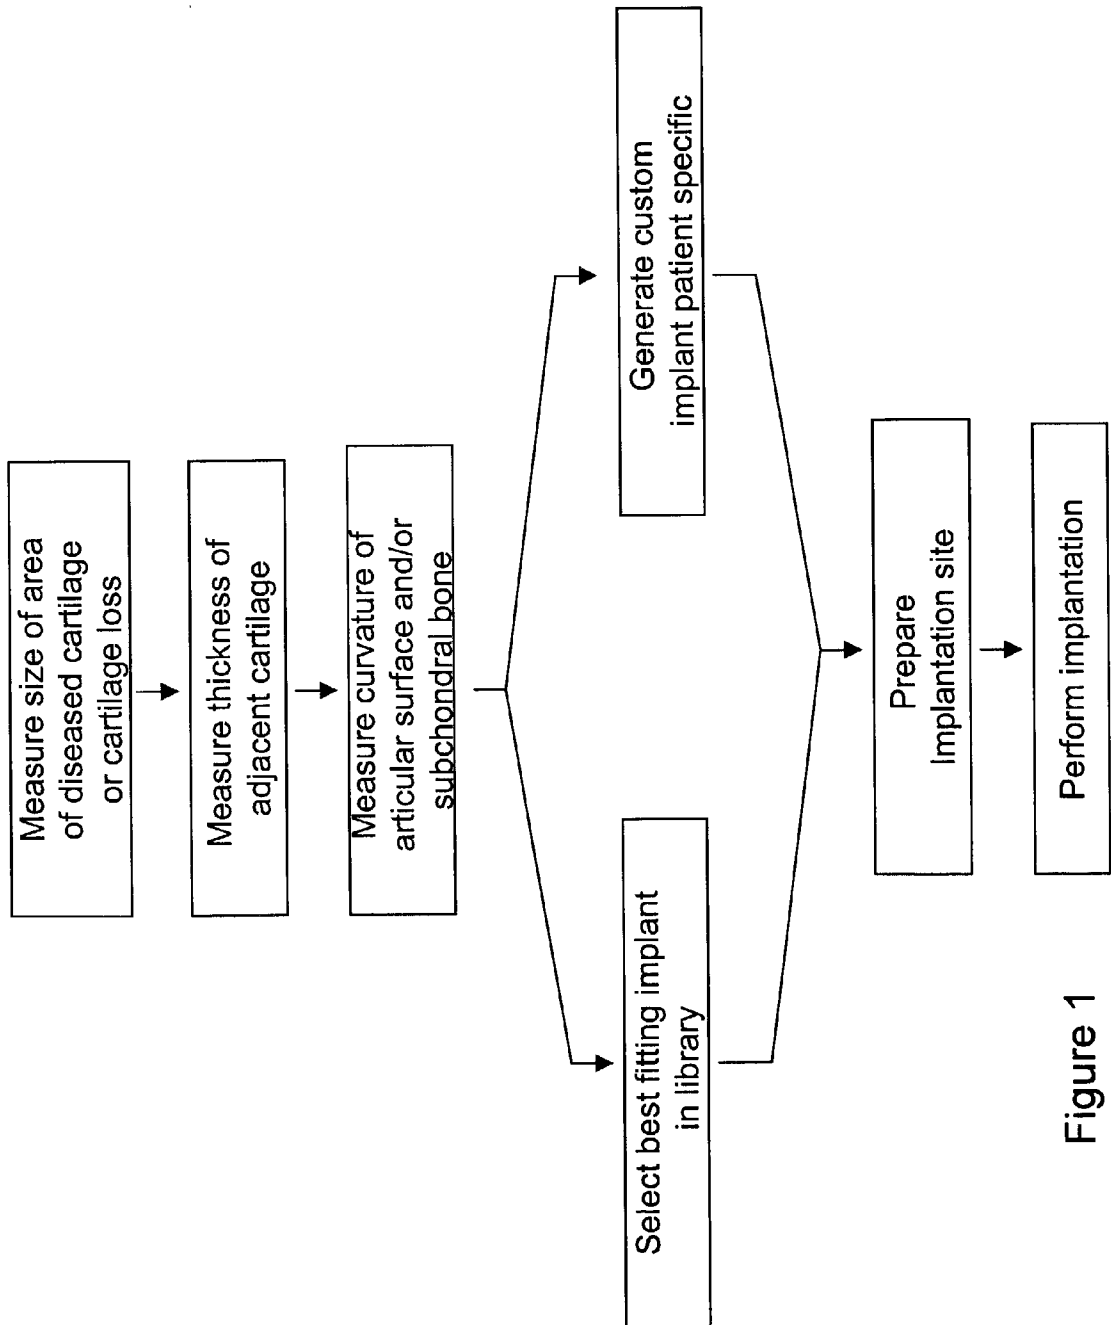 Measure size of area
of diseased cartilage
or cartilage loss
Measure thickness of
adjacent cartilage
Measure curvature of
articular surface and/or
subchondral bone
Select best fitting implant
in library
Generate custom
implant patient specific
Prepare
Implantation site
Perform implantation
Figure 1